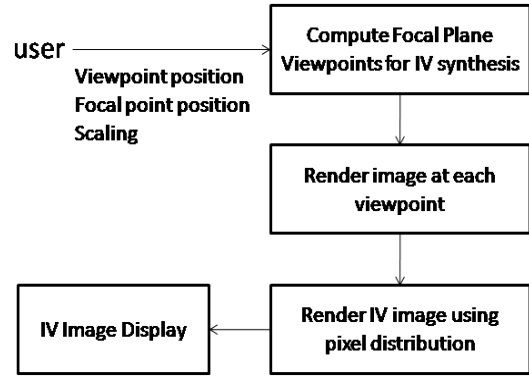 user
Viewpoint position
Focal point position
Scaling
Compute Focal Plane
Viewpoints for IV synthesis
Render image at each
viewpoint
Render IV image using
pixel distribution
IV Image Display